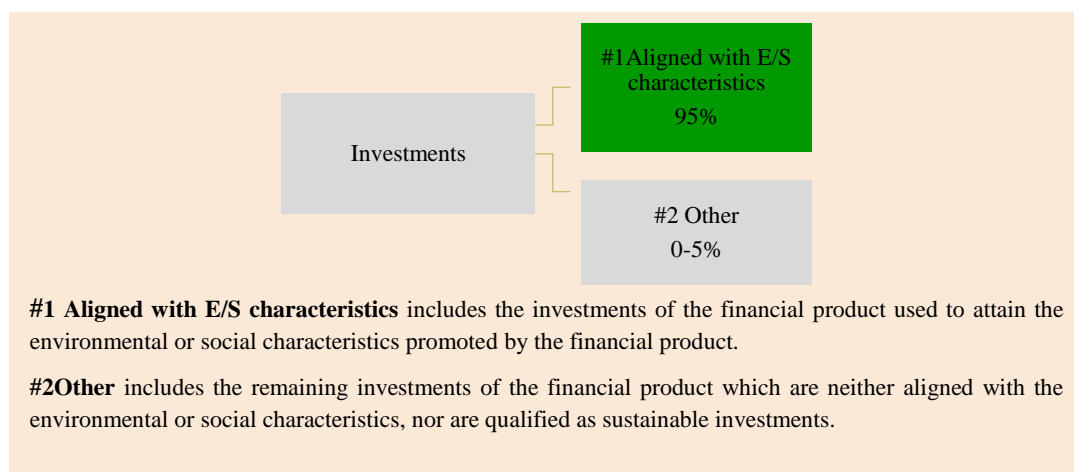 #1Aligned with E/S
characteristics
95%
Investments
#2 Other
0-5%
#1 Aligned with E/S characteristics includes the investments of the financial product used to attain the
environmental or social characteristics promoted by the financial product.
#2Other includes the remaining investments of the financial product which are neither aligned with the
environmental or social characteristics, nor are qualified as sustainable investments.